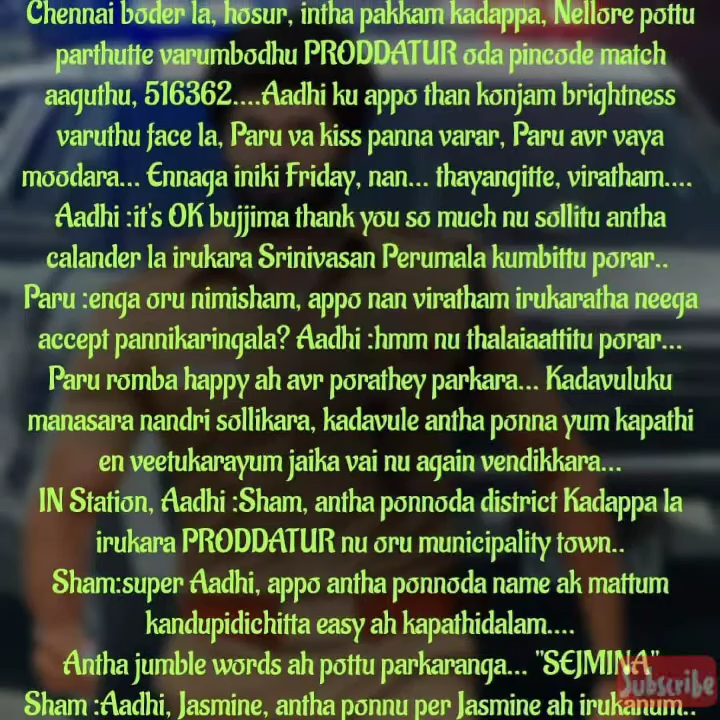 Chennai boder la, hosur, intha pakkam kadappa, Nellore pottu
parthutte varumbodhu PRODDATUR oda pincode match
aaguthu, 516362....Aadhi ku appo than konjam brightness
varuthu face la, Paru va kiss panna varar, Paru avr vaya
moodara... Ennaga iniki Friday, nan... thayangitte, viratham....
Aadhi :it's OK bujjima thank you so much nu sollitu antha
calander la irukara Srinivasan Perumala kumbittu porar..
Paru :enga oru nimisham, appo nan viratham irukaratha neega
accept pannikaringala? Aadhi :hmm nu thalaiaattitu porar...
Paru romba happy ah avr porathey parkara... Kadavuluku
manasara nandri sollikara, kadavule antha ponna yum kapathi
en veetukarayum jaika vai nu again vendikkara...
IN Station, Aadhi :Sham, antha ponnoda district Kadappa la
irukara PRODDATUR nu oru municipality town..
Sham:super Aadhi, appo antha ponnoda name ak mattum
kandupidichitta easy ah kapathidalam....
Antha jumble words ah pottu parkaranga... "SEJMINA"
Subscribe
Sham :Aadhi, Jasmine, antha ponnu per Jasmine ah irukanum..